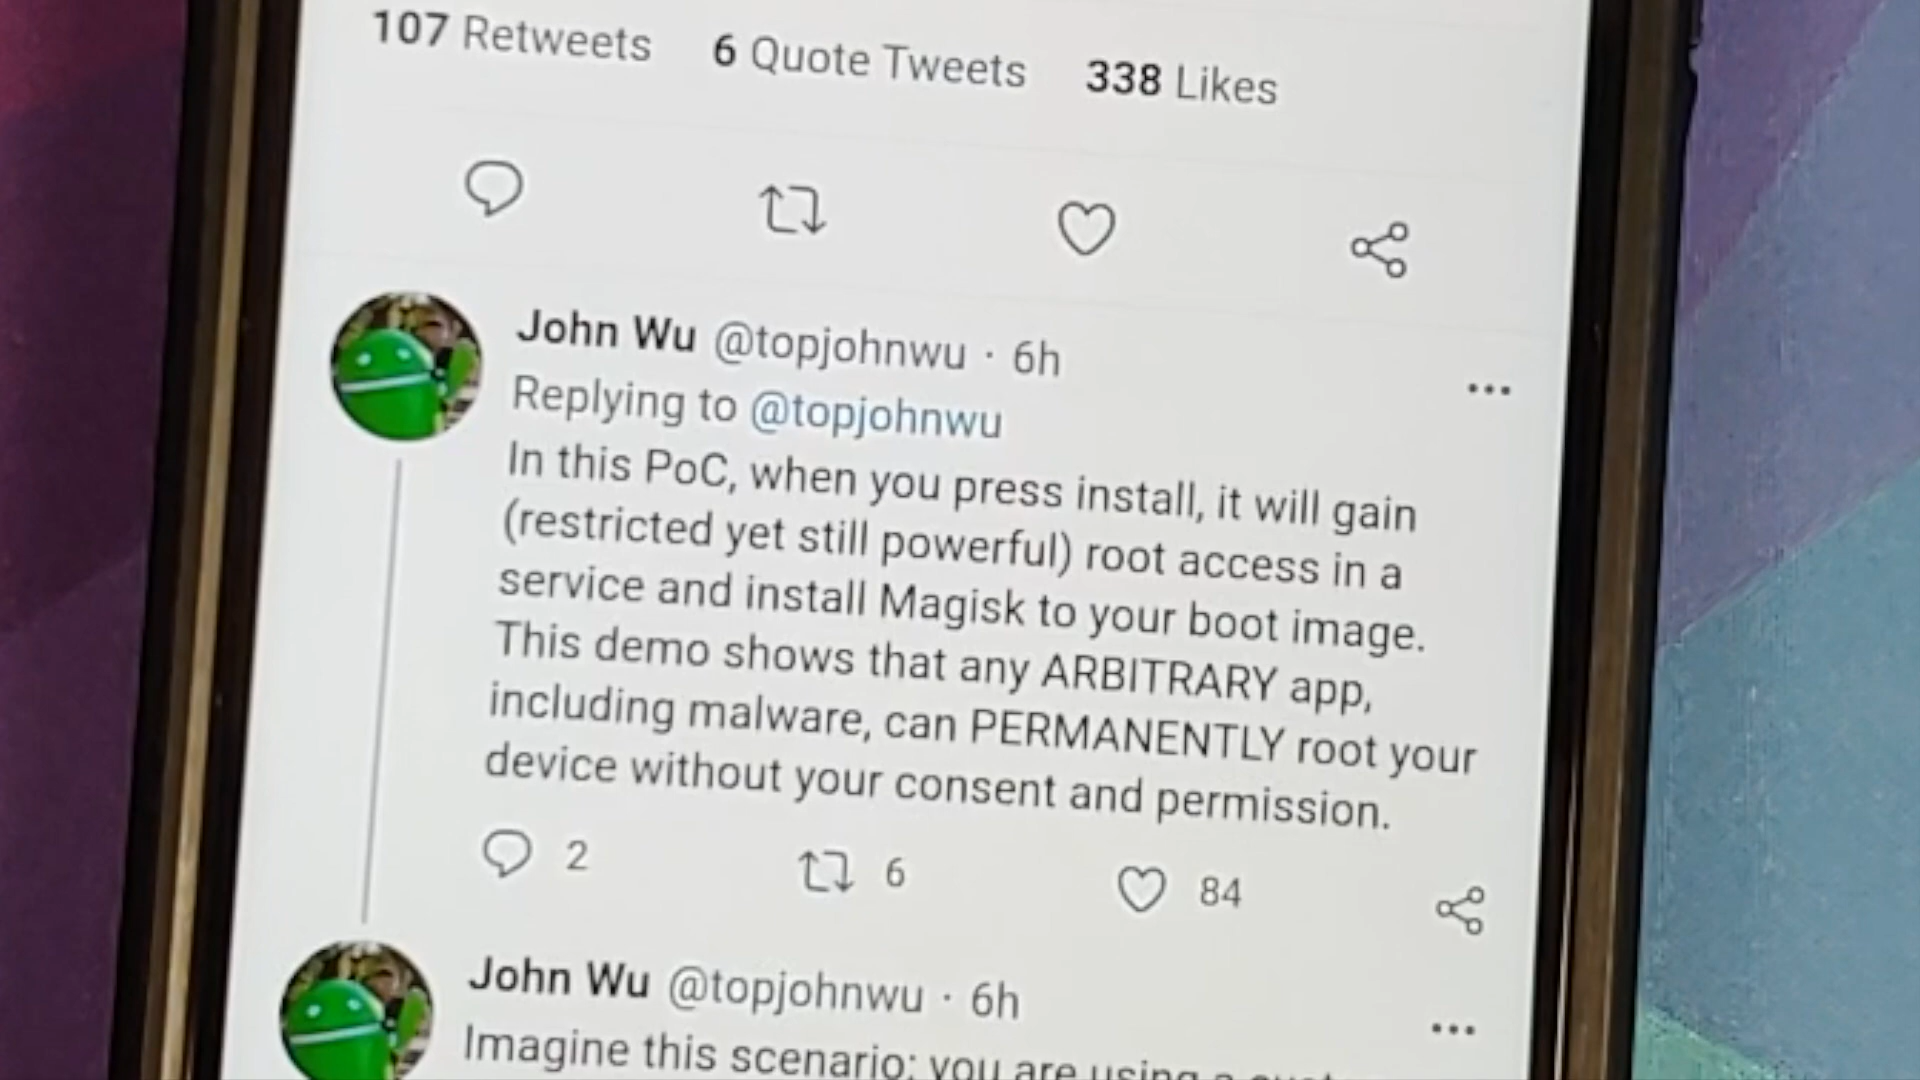 107 Retweets 6 Quote Tweets 338 Likes
John Wu @topjohnwu · 6h
Replying to @topjohnwu
In this PoC, when you press install, it will gain
(restricted yet still powerful) root access in a
service and install Magisk to your boot image.
This demo shows that any ARBITRARY app,
including malware, can PERMANENTLY root your
device without your consent and permission.
2 6 84
John Wu @topjohnwu · 6h
Imagine this scenario: you are using a